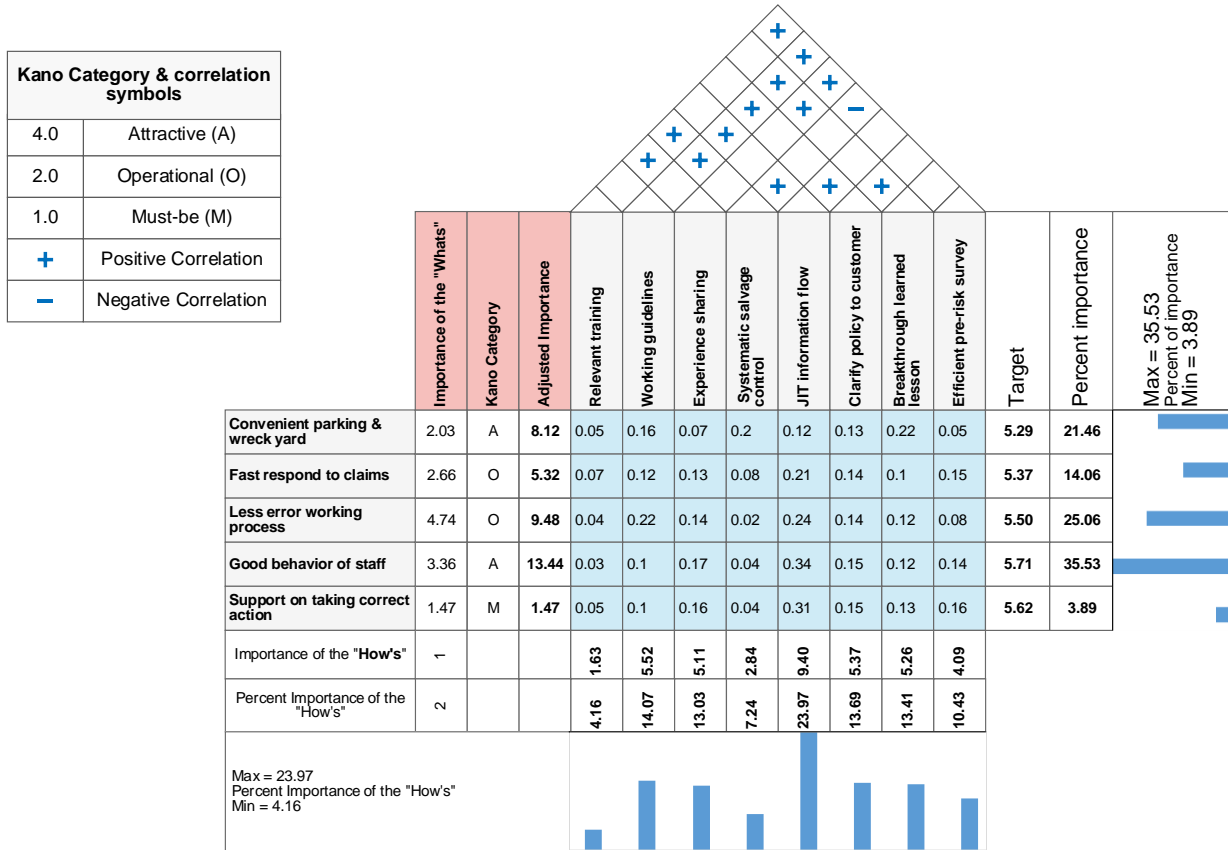 Kano Category & correlation
symbols
4.0 Attractive (A)
2.0 Operational (O)
1.0 Must-be (M)
+ Positive Correlation
− Negative Correlation
+
+
+ +
+ + −
+ +
+ +
+ + +
Importance of the "Whats"
Kano Category
Adjusted Importance
Relevant training
Working guidelines
Experience sharing
Systematic salvage
control
JIT information flow
Clarify policy to customer
Breakthrough learned
lesson
Efficient pre-risk survey
Target
Percent importance
Max = 35.53
Percent of importance
Min = 3.89
Convenient parking &
wreck yard
2.03 A 8.12 0.05 0.16 0.07 0.2 0.12 0.13 0.22 0.05 5.29 21.46
Fast respond to claims 2.66 O 5.32 0.07 0.12 0.13 0.08 0.21 0.14 0.1 0.15 5.37 14.06
Less error working
process
4.74 O 9.48 0.04 0.22 0.14 0.02 0.24 0.14 0.12 0.08 5.50 25.06
Good behavior of staff 3.36 A 13.44 0.03 0.1 0.17 0.04 0.34 0.15 0.12 0.14 5.71 35.53
Support on taking correct
action
1.47 M 1.47 0.05 0.1 0.16 0.04 0.31 0.15 0.13 0.16 5.62 3.89
Importance of the "How's" 1 1.63 5.52 5.11 2.84 9.40 5.37 5.26 4.09
Percent Importance of the
"How's"
2 4.16 14.07 13.03 7.24 23.97 13.69 13.41 10.43
Max = 23.97
Percent Importance of the "How's"
Min = 4.16